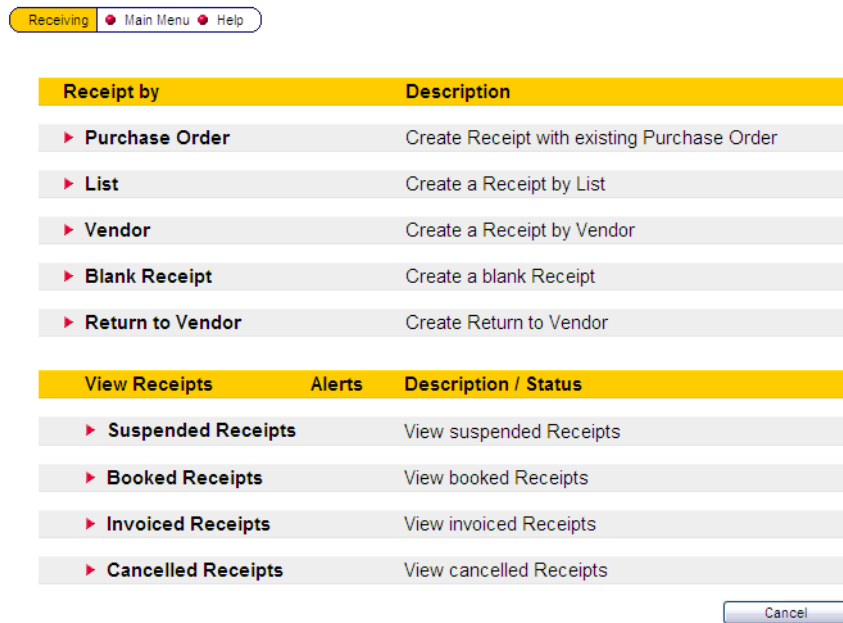 Receiving Main Menu Help
Receipt by Description
Purchase Order Create Receipt with existing Purchase Order
List Create a Receipt by List
Vendor Create a Receipt by Vendor
Blank Receipt Create a blank Receipt
Return to Vendor Create Return to Vendor
View Receipts Alerts Description / Status
Suspended Receipts View suspended Receipts
Booked Receipts View booked Receipts
Invoiced Receipts View invoiced Receipts
Cancelled Receipts View cancelled Receipts
Cancel